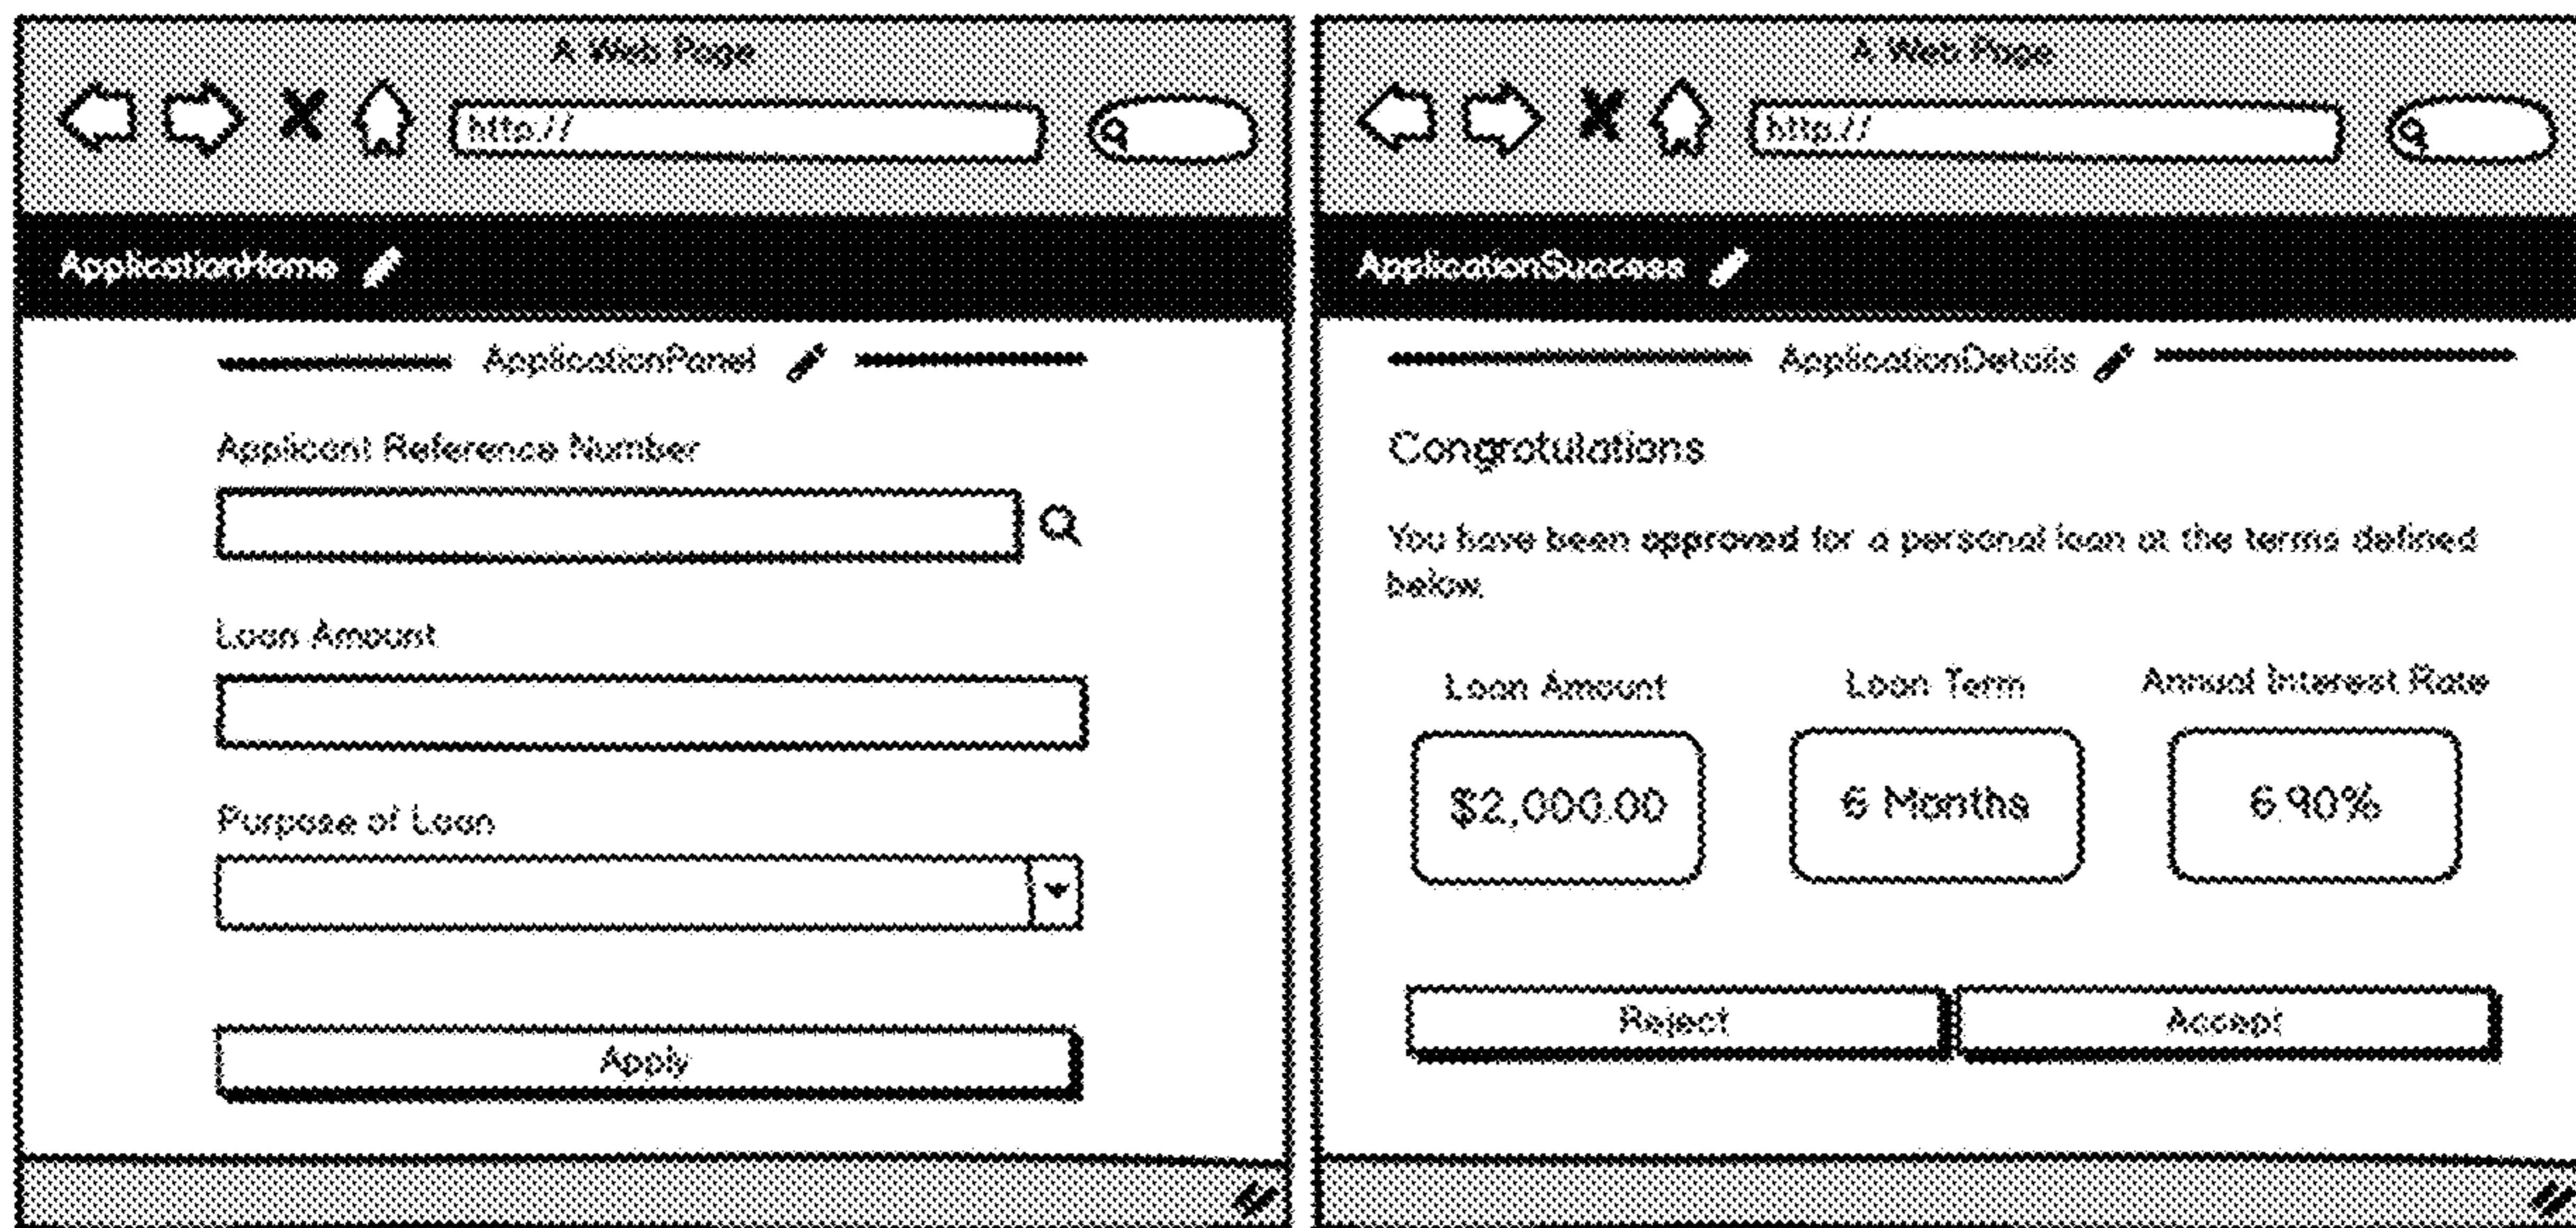 A Web Page
http://
ApplicationHome
ApplicationPanel
Applicant Reference Number
Loan Amount
Purpose of Loan
Apply
A Web Page
http://
ApplicationSuccess
ApplicationDetails
Congratulations
You have been approved for a personal loan at the terms defined
below.
Loan Amount
Loan Term
Annual Interest Rate
$2,000.00
6 Months
6.90%
Reject
Accept